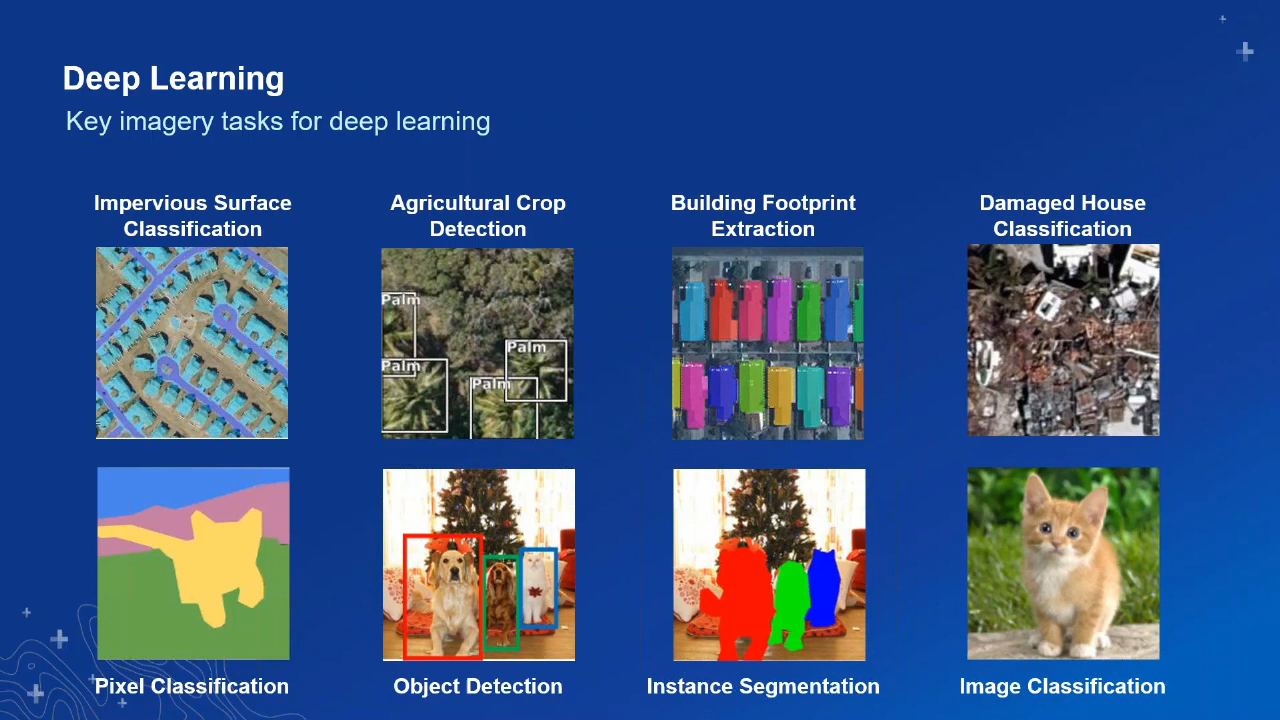 Deep Learning
Key imagery tasks for deep learning
Impervious Surface
Classification
Agricultural Crop
Detection
Building Footprint
Extraction
Damaged House
Classification
Palm
Palm
Palm
Palm
Pixel Classification
Object Detection
Instance Segmentation
Image Classification